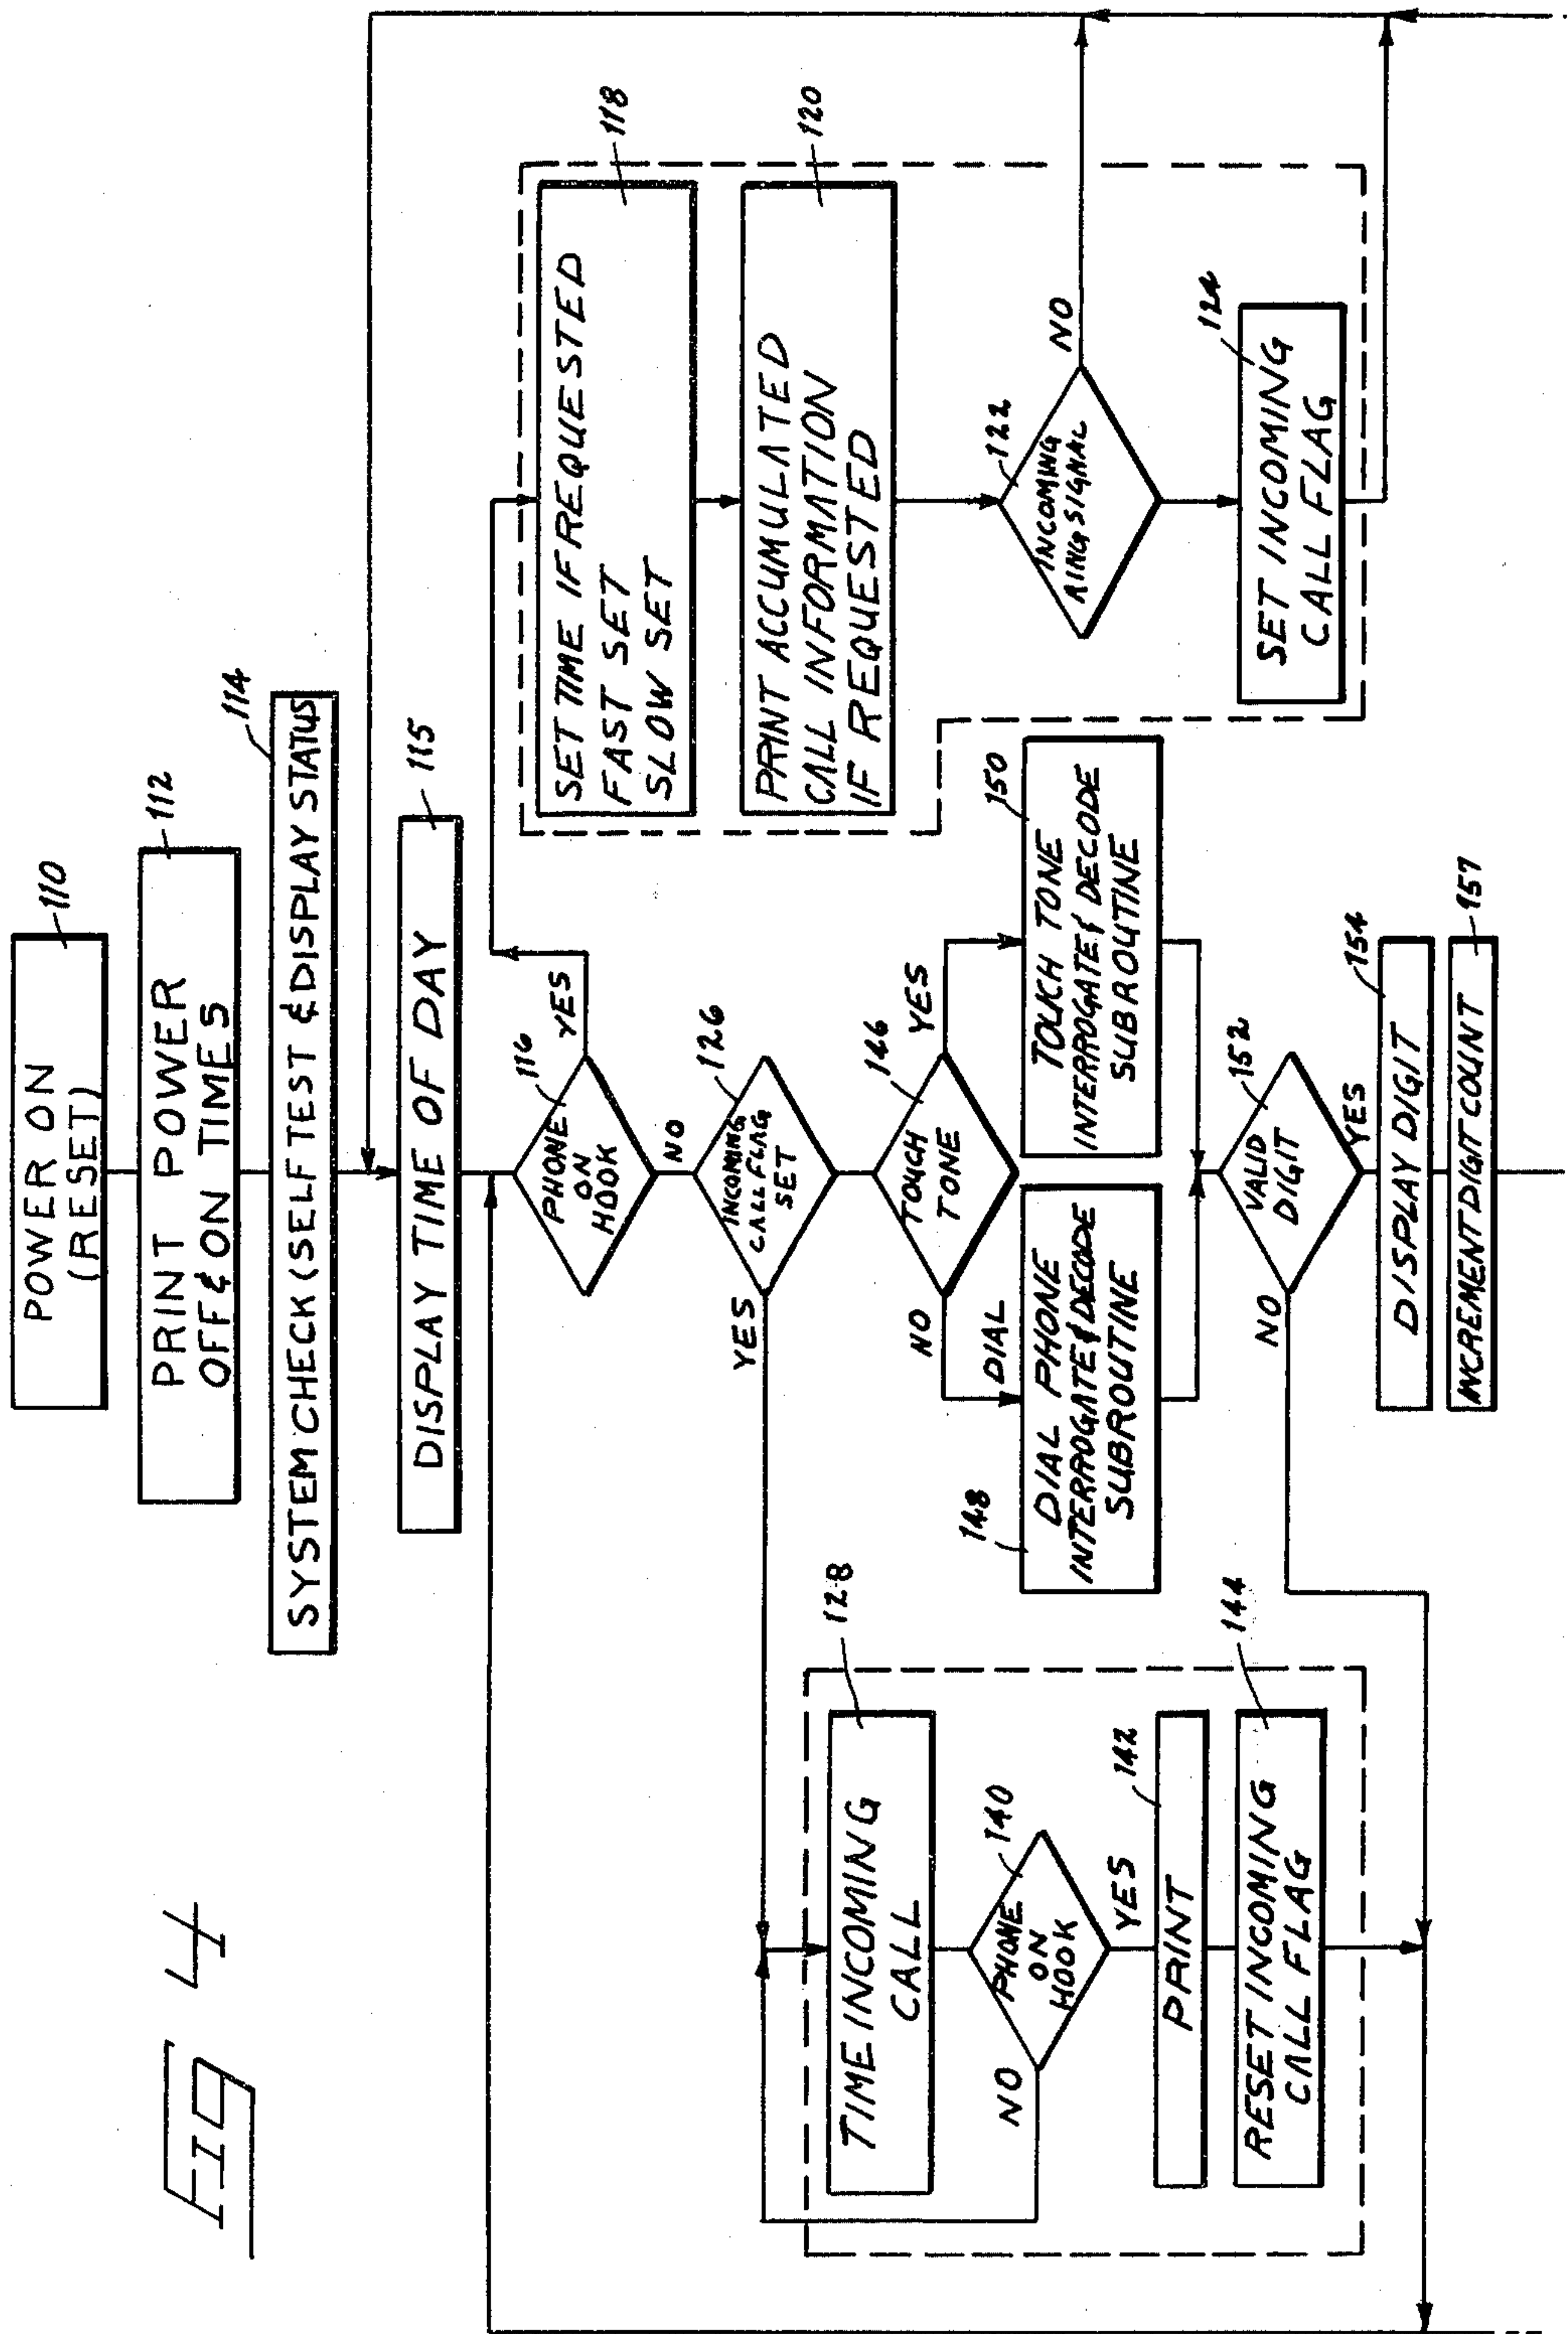 FIG 4
POWER ON
(RESET)
110
PRINT POWER
OFF & ON TIMES
112
SYSTEM CHECK (SELF TEST & DISPLAY STATUS
114
DISPLAY TIME OF DAY
115
PHONE
ON
HOOK
116
YES
NO
SET TIME IF REQUESTED
FAST SET
SLOW SET
118
PRINT ACCUMULATED
CALL INFORMATION
IF REQUESTED
120
INCOMING
RING SIGNAL
122
NO
SET INCOMING
CALL FLAG
124
INCOMING
CALL FLAG
SET
126
YES
TIME INCOMING
CALL
128
PHONE
ON
HOOK
140
NO
YES
PRINT
142
RESET INCOMING
CALL FLAG
144
TOUCH
TONE
146
NO
DIAL
YES
DIAL PHONE
INTERROGATE & DECODE
SUBROUTINE
148
TOUCH TONE
INTERROGATE & DECODE
SUBROUTINE
150
VALID
DIGIT
152
NO
YES
DISPLAY DIGIT
154
INCREMENT DIGIT COUNT
157